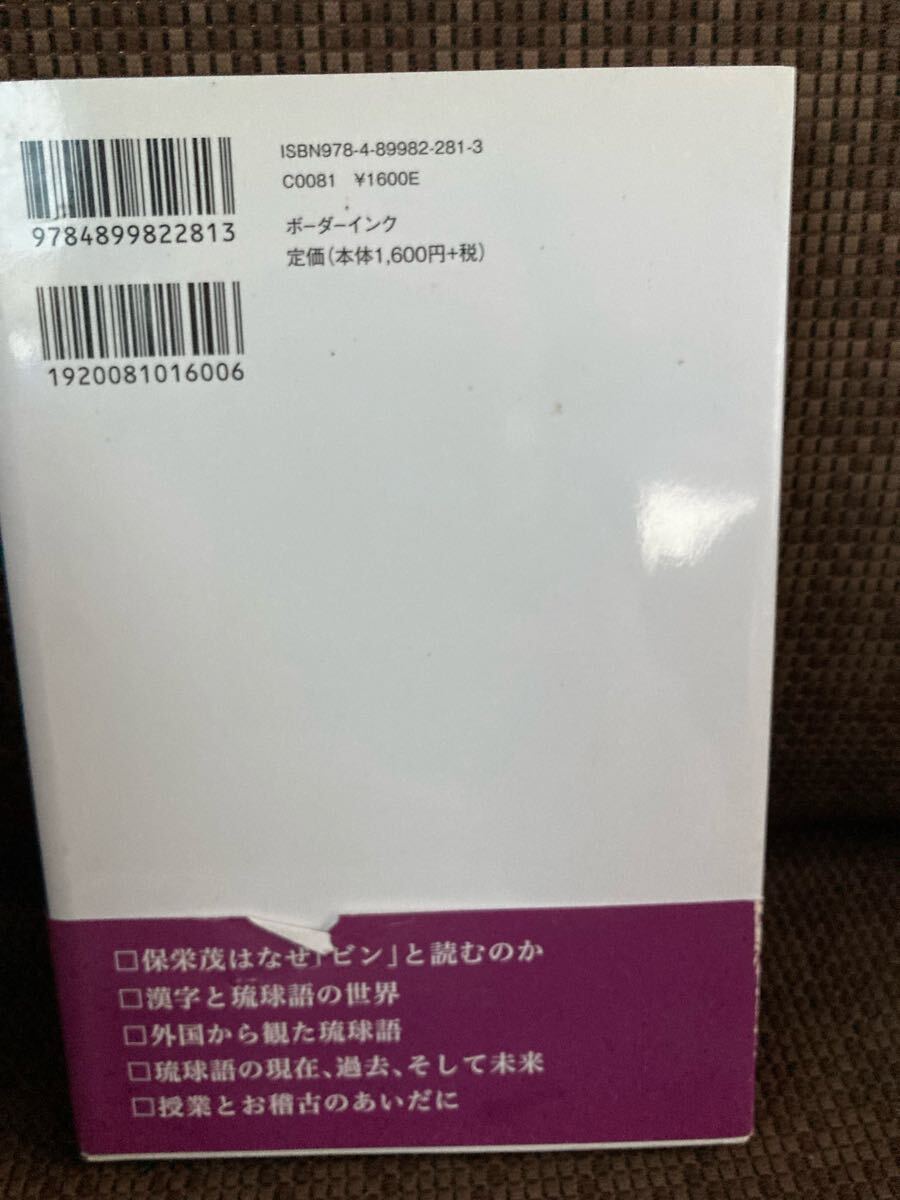 ISBN978-4-89982-281-3
C0081 ¥1600E
9784899822813
ボーダーインク
定価(本体1,600円+税)
1920081016006
□保栄茂はなぜ「ビン」と読むのか
□漢字と琉球語の世界
□外国から観た琉球語
□琉球語の現在、過去、そして未来
□授業とお稽古のあいだに